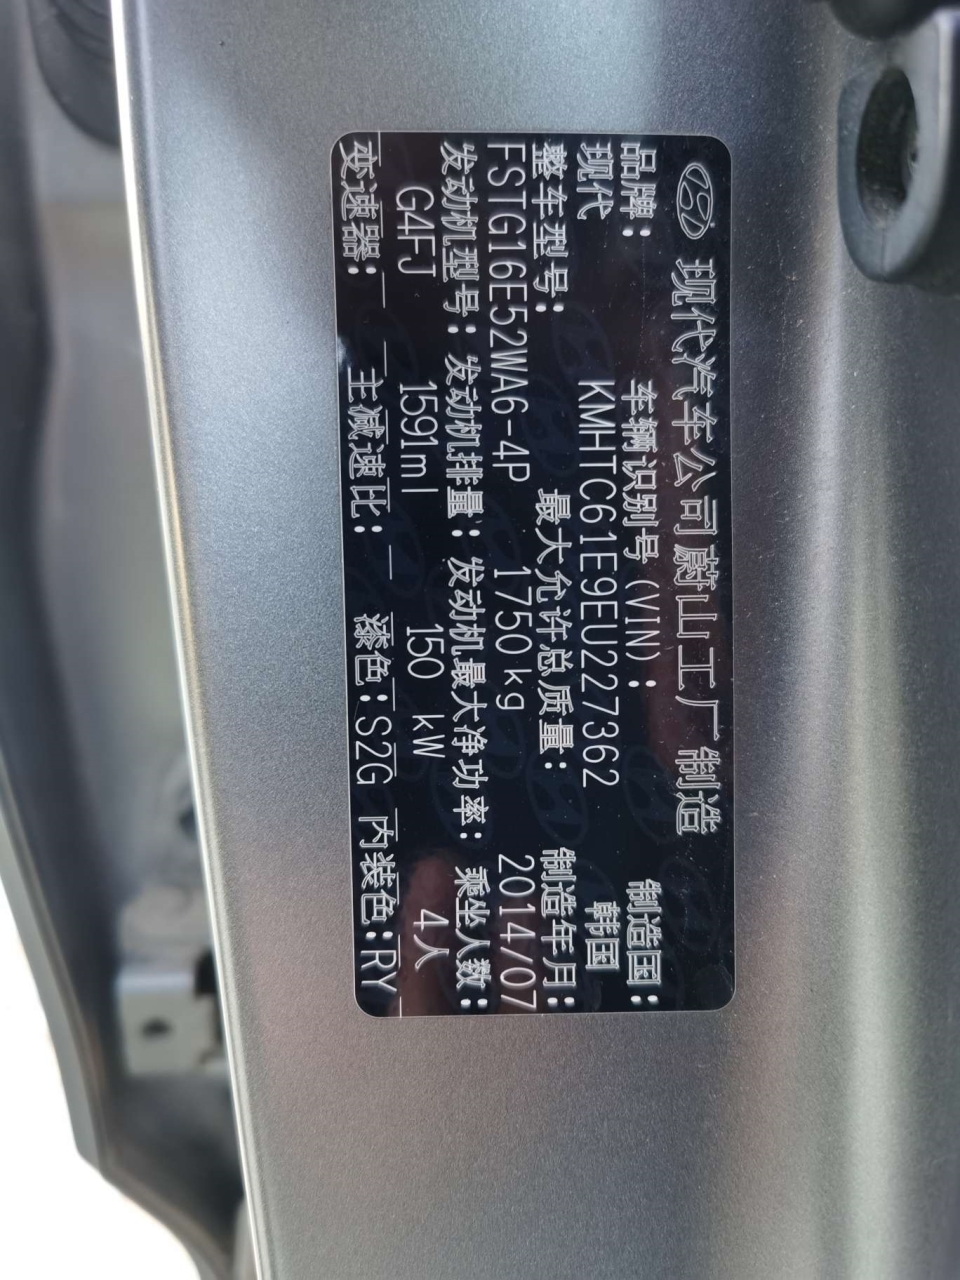 现代汽车公司蔚山工厂制造
品牌: 车辆识别号(VIN): 制造国:
现代 KMHTC61E9EU227362 韩国
整车型号: 最大允许总质量: 制造年月:
FSTG16E52WA6-4P 1750kg 2014/07
发动机型号: 发动机排量: 发动机最大净功率: 乘坐人数:
G4FJ 1591ml 150 kW 4人
变速器: — — 主减速比: — 漆色: S2G 内装色: RY